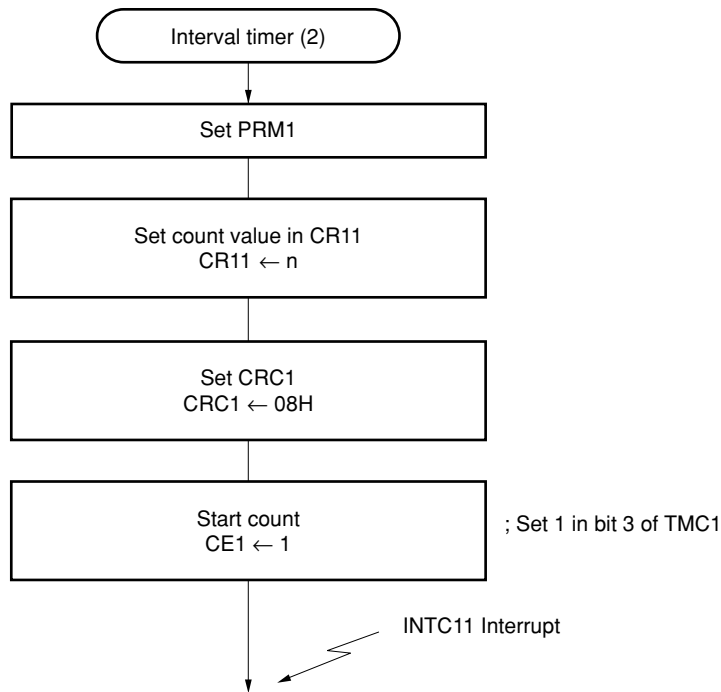 Interval timer (2)
Set PRM1
Set count value in CR11
CR11 ← n
Set CRC1
CRC1 ← 08H
Start count
CE1 ← 1
; Set 1 in bit 3 of TMC1
INTC11 Interrupt